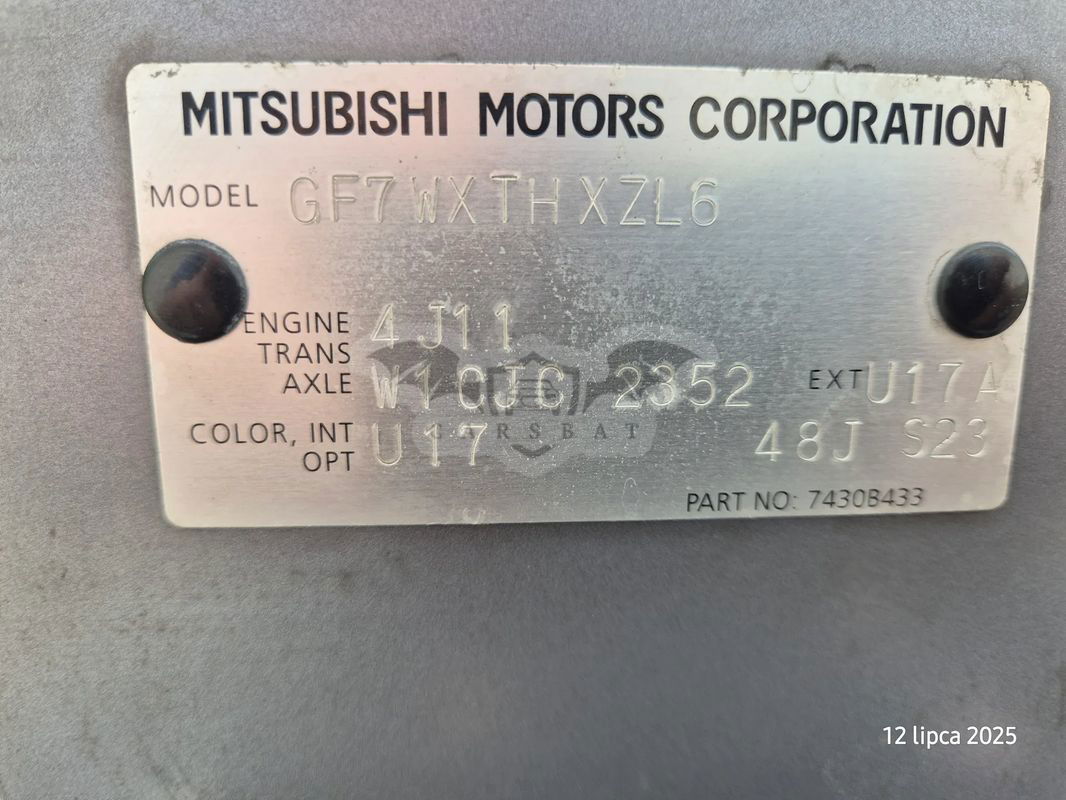 MITSUBISHI MOTORS CORPORATION
MODEL GF7WXTHXZL6
ENGINE 4J11
TRANS
AXLE W1CJC 2352 EXT U17A
COLOR, INT
OPT U17 48J S23
CARSBAT
PART NO: 7430B433
12 lipca 2025